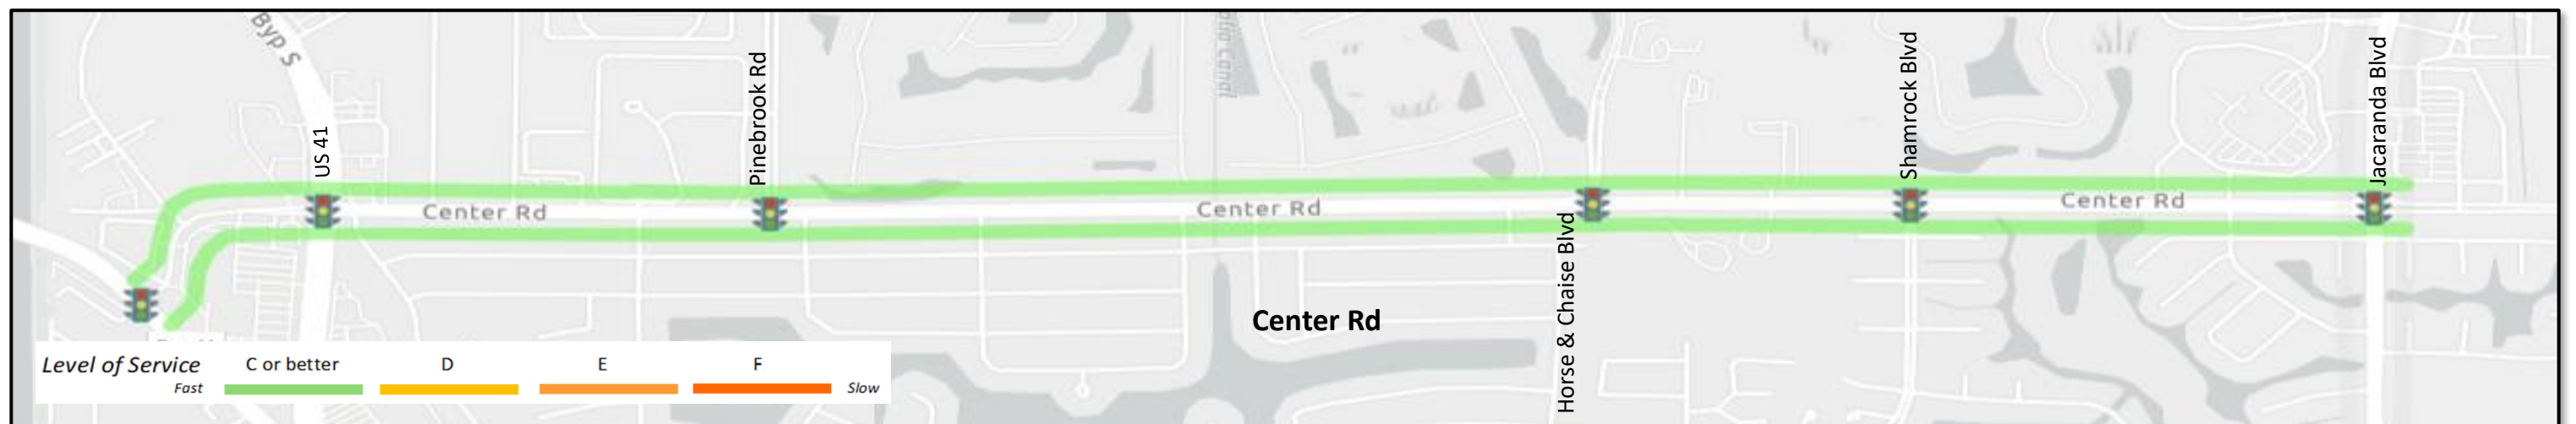 Byp S
US 41
Pinebrook Rd
Canal
Shamrock Blvd
Jacaranda Blvd
Center Rd
Center Rd
Center Rd
Horse & Chaise Blvd
Center Rd
Level of Service
C or better
D
E
F
Fast
Slow